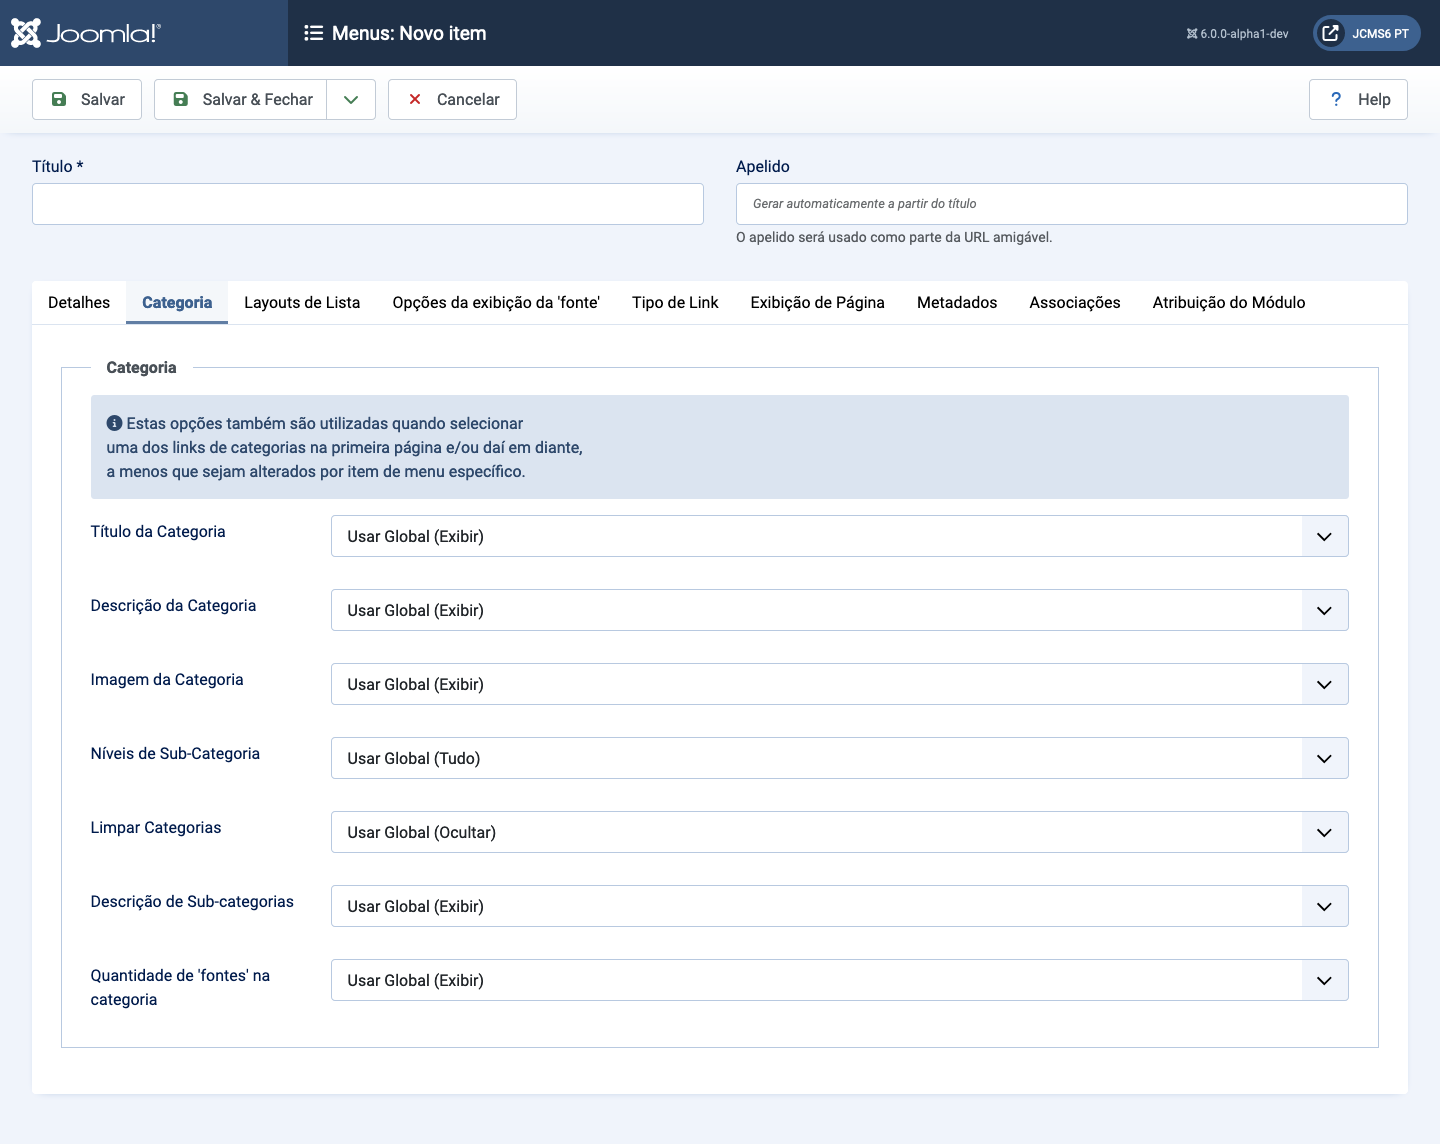 Joomla!®
Menus: Novo item
6.0.0-alpha1-dev
JCMS6 PT
Salvar
Salvar & Fechar
Cancelar
? Help
Título *
Apelido
Gerar automaticamente a partir do título
O apelido será usado como parte da URL amigável.
Detalhes
Categoria
Layouts de Lista
Opções da exibição da 'fonte'
Tipo de Link
Exibição de Página
Metadados
Associações
Atribuição do Módulo
Categoria
Estas opções também são utilizadas quando selecionar
uma dos links de categorias na primeira página e/ou daí em diante,
a menos que sejam alterados por item de menu específico.
Título da Categoria
Usar Global (Exibir)
Descrição da Categoria
Usar Global (Exibir)
Imagem da Categoria
Usar Global (Exibir)
Níveis de Sub-Categoria
Usar Global (Tudo)
Limpar Categorias
Usar Global (Ocultar)
Descrição de Sub-categorias
Usar Global (Exibir)
Quantidade de 'fontes' na
categoria
Usar Global (Exibir)